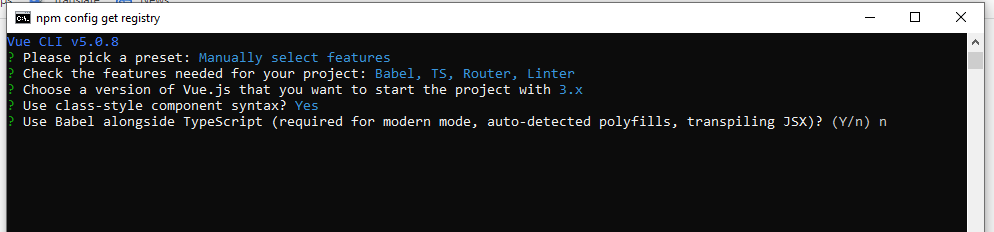 Translate News
npm config get registry
Vue CLI v5.0.8
? Please pick a preset: Manually select features
? Check the features needed for your project: Babel, TS, Router, Linter
? Choose a version of Vue.js that you want to start the project with 3.x
? Use class-style component syntax? Yes
? Use Babel alongside TypeScript (required for modern mode, auto-detected polyfills, transpiling JSX)? (Y/n) n